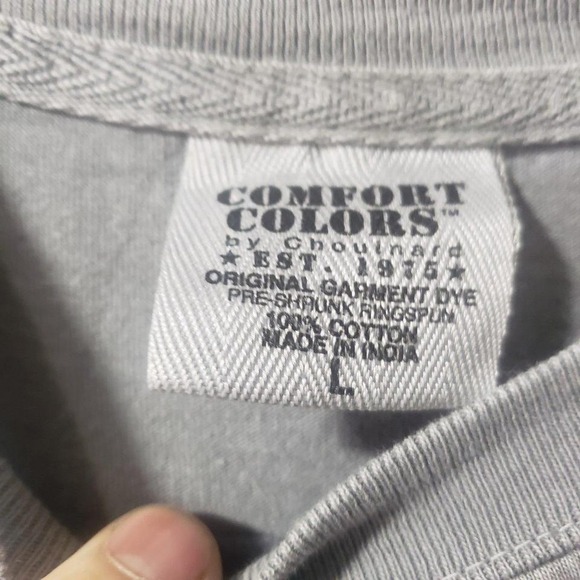 COMFORT
COLORS™
by Chouinard
★ EST. 1975 ★
ORIGINAL GARMENT DYE
PRE-SHRUNK RINGSPUN
100% COTTON
MADE IN INDIA
L